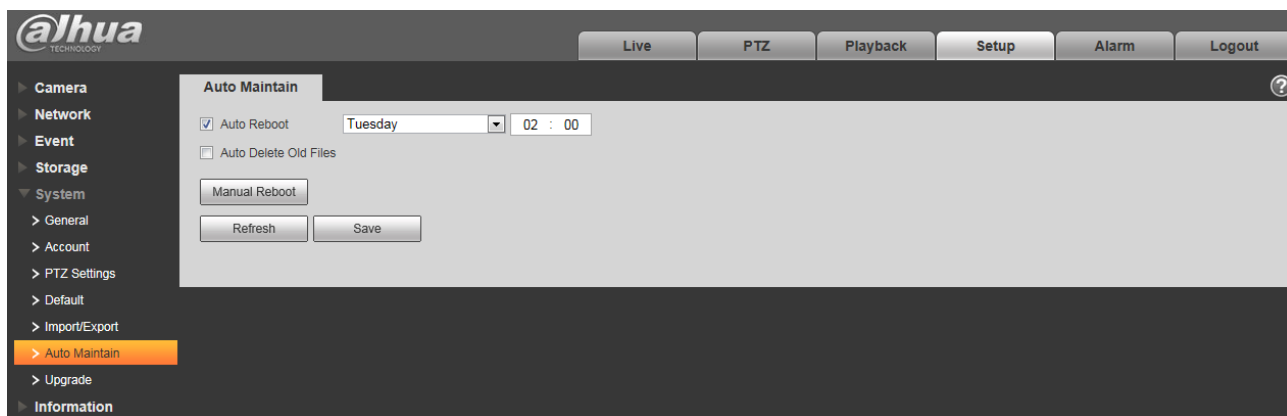 alhua
TECHNOLOGY
Live PTZ Playback Setup Alarm Logout
Camera
Network
Event
Storage
System
> General
> Account
> PTZ Settings
> Default
> Import/Export
> Auto Maintain
> Upgrade
Information
Auto Maintain
?
Auto Reboot Tuesday 02 : 00
Auto Delete Old Files
Manual Reboot
Refresh Save